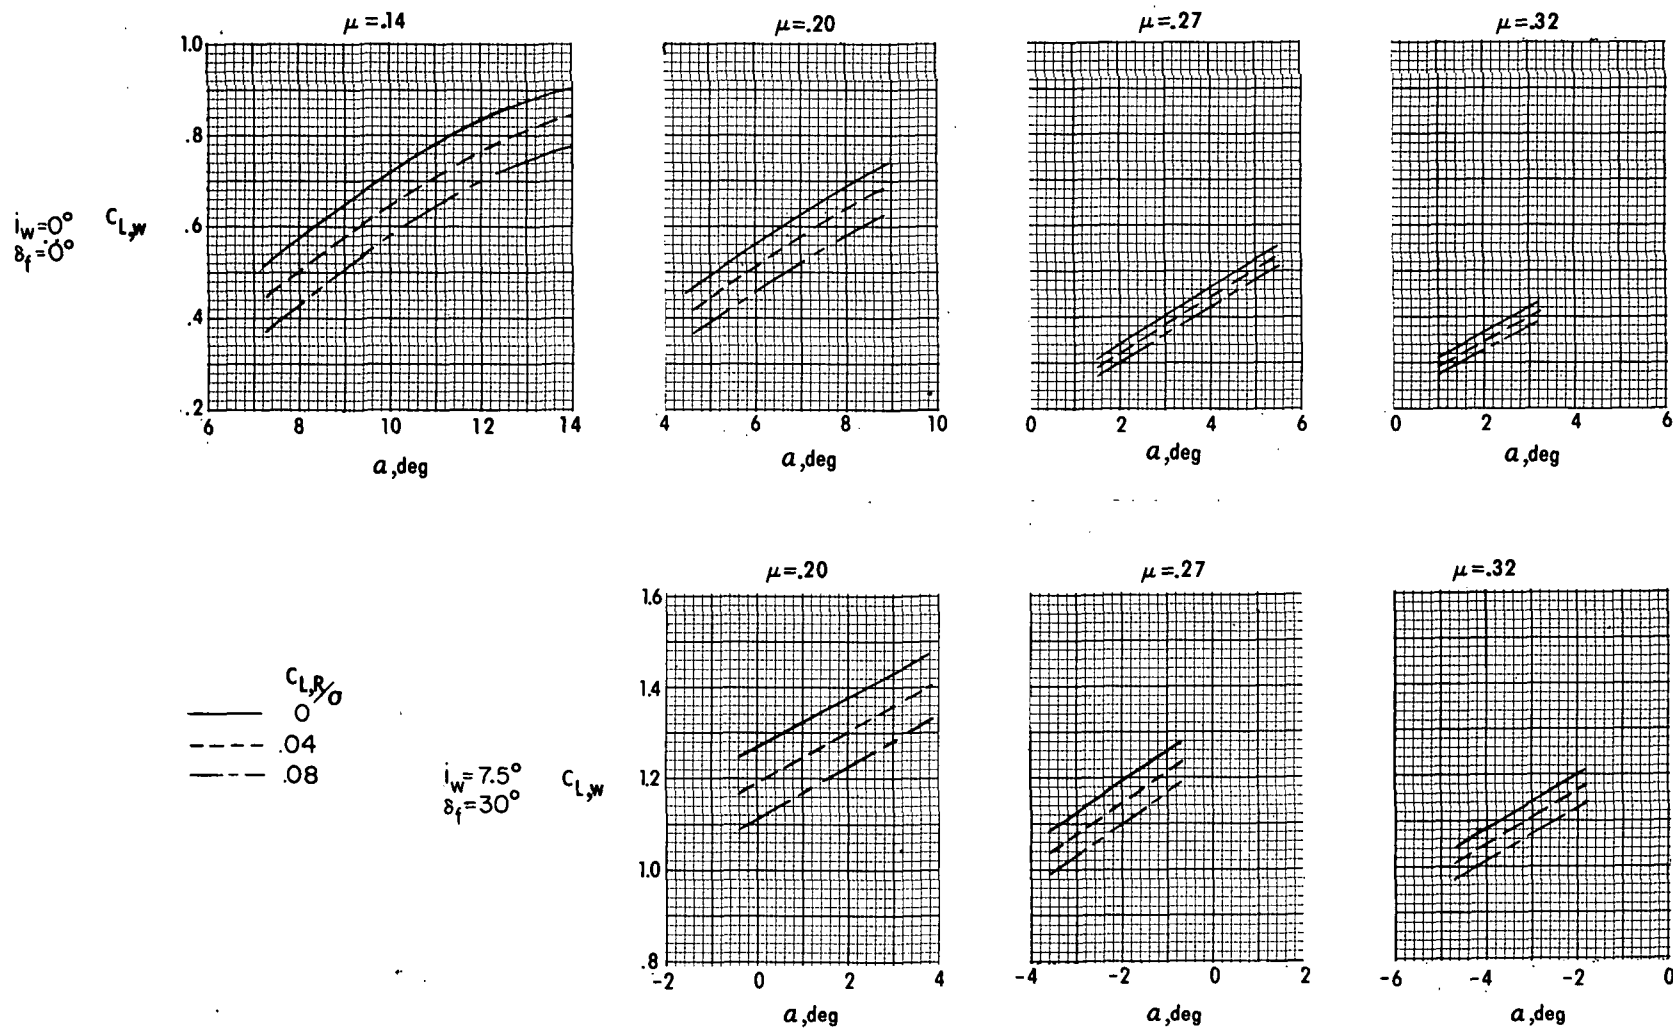 μ=.14
μ=.20
μ=.27
μ=.32
1.0
.8
.6
.4
.2
i_w=0°
δ_f=0°
C_L,w
6 8 10 12 14
4 6 8 10
0 2 4 6
0 2 4 6
a,deg
a,deg
a,deg
a,deg
μ=.20
μ=.27
μ=.32
1.6
1.4
1.2
1.0
.8
C_L,R/σ
0
.04
.08
i_w=7.5°
δ_f=30°
C_L,w
-2 0 2 4
-4 -2 0 2
-6 -4 -2 0
a,deg
a,deg
a,deg